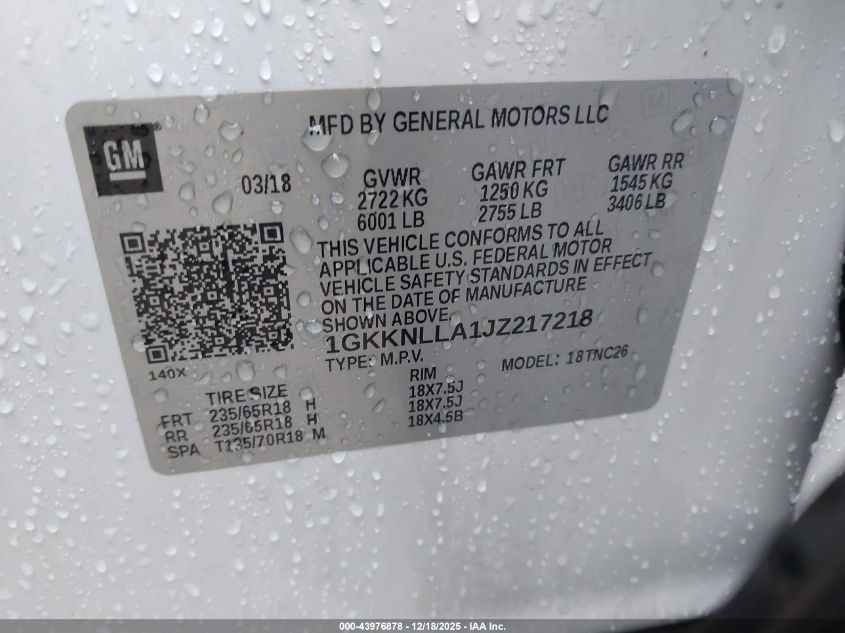 MFD BY GENERAL MOTORS LLC
GM
03/18
GVWR
2722 KG
6001 LB
GAWR FRT
1250 KG
2755 LB
GAWR RR
1545 KG
3406 LB
THIS VEHICLE CONFORMS TO ALL
APPLICABLE U.S. FEDERAL MOTOR
VEHICLE SAFETY STANDARDS IN EFFECT
ON THE DATE OF MANUFACTURE
SHOWN ABOVE.
1GKKNLLA1JZ217218
TYPE: M.P.V.
MODEL: 18TNC26
140X
TIRE SIZE
RIM
FRT 235/65R18 H 18X7.5J
RR 235/65R18 H 18X7.5J
SPA T135/70R18 M 18X4.5B
000-43976878 - 12/18/2025 - IAA Inc.